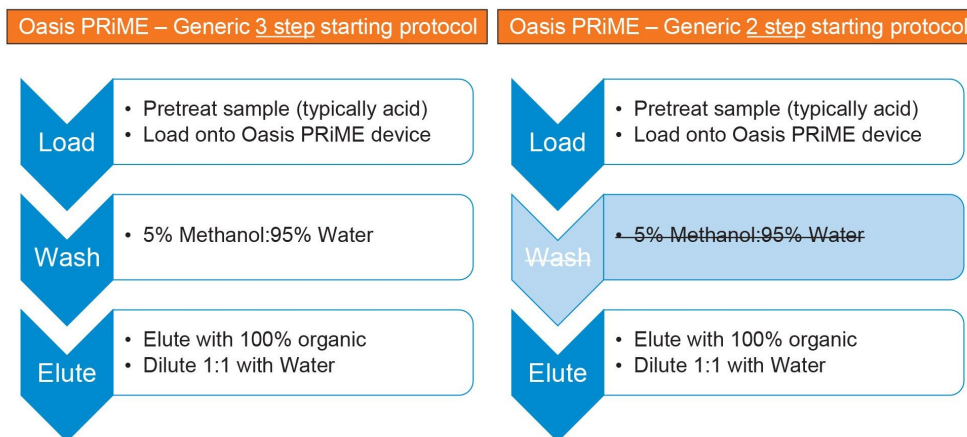 Oasis PRiME – Generic 3 step starting protocol
Load
• Pretreat sample (typically acid)
• Load onto Oasis PRiME device
Wash
• 5% Methanol:95% Water
Elute
• Elute with 100% organic
• Dilute 1:1 with Water
Oasis PRiME – Generic 2 step starting protocol
Load
• Pretreat sample (typically acid)
• Load onto Oasis PRiME device
Wash
• 5% Methanol:95% Water
Elute
• Elute with 100% organic
• Dilute 1:1 with Water